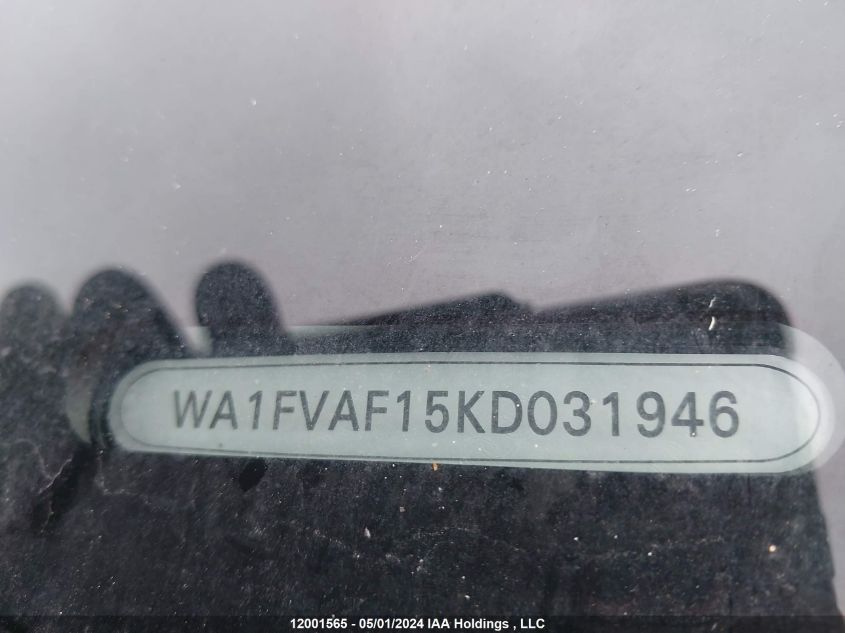 WA1FVAF15KD031946
12001565 - 05/01/2024 IAA Holdings , LLC